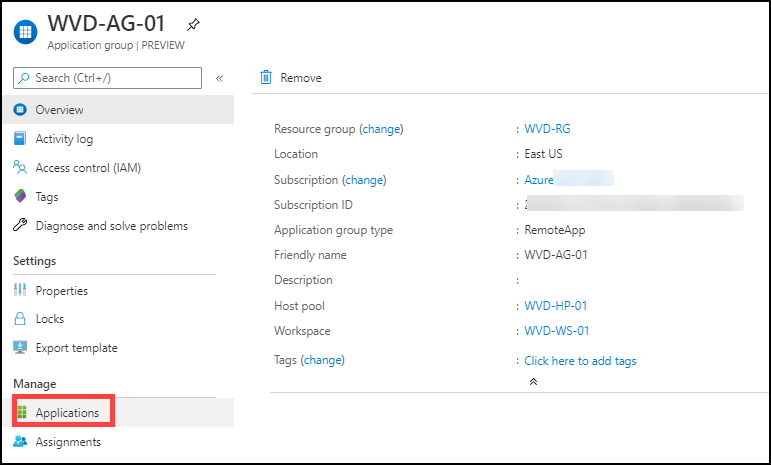 WVD-AG-01
Application group | PREVIEW
Search (Ctrl+/)
«
Remove
Overview
Activity log
Access control (IAM)
Tags
Diagnose and solve problems
Settings
Properties
Locks
Export template
Manage
Applications
Assignments
Resource group (change) : WVD-RG
Location : East US
Subscription (change) : Azure
Subscription ID :
Application group type : RemoteApp
Friendly name : WVD-AG-01
Description :
Host pool : WVD-HP-01
Workspace : WVD-WS-01
Tags (change) : Click here to add tags